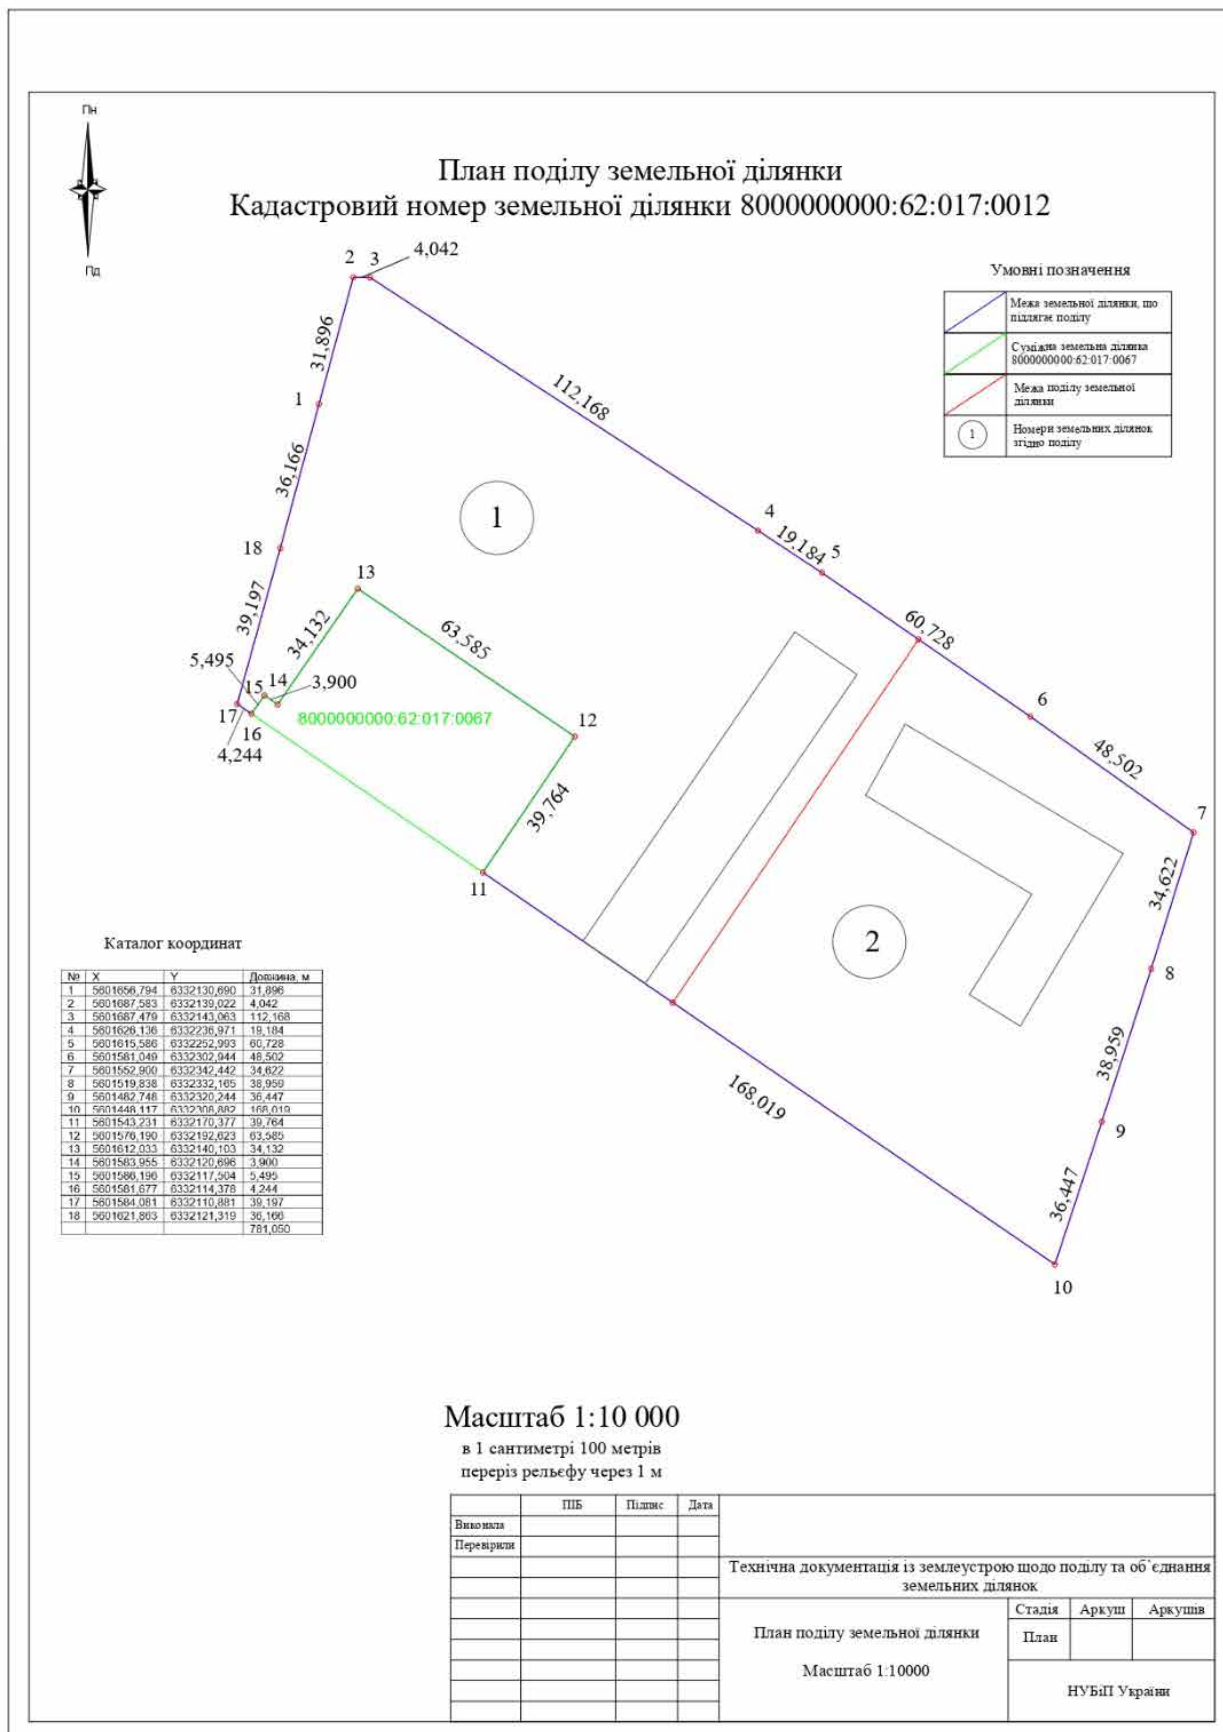 Пн
Пд
План поділу земельної ділянки
Кадастровий номер земельної ділянки 8000000000:62:017:0012
Умовні позначення
Межа земельної ділянки, що
підлягає поділу
Суміжна земельна ділянка
8000000000:62:017:0067
Межа поділу земельної
ділянки
1
Номери земельних ділянок
згідно поділу
2
3
4,042
31,896
112,168
1
36,166
1
4
19,184
5
18
13
60,728
39,197
34,132
63,585
6
5,495
15
14
3,900
48,502
17
16
8000000000:62:017:0067
12
4,244
7
39,764
34,622
11
2
8
38,959
168,019
9
36,447
10
Каталог координат
№ X Y Довжина, м
1 5601656,794 6332130,690 31,896
2 5601687,583 6332139,022 4,042
3 5601687,479 6332143,063 112,168
4 5601626,136 6332236,971 19,184
5 5601615,586 6332252,993 60,728
6 5601581,049 6332302,944 48,502
7 5601552,900 6332342,442 34,622
8 5601519,838 6332332,165 38,959
9 5601482,748 6332320,244 36,447
10 5601448,117 6332308,882 168,019
11 5601543,231 6332170,377 39,764
12 5601576,190 6332192,623 63,585
13 5601612,033 6332140,103 34,132
14 5601583,955 6332120,696 3,900
15 5601586,196 6332117,504 5,495
16 5601581,677 6332114,378 4,244
17 5601584,081 6332110,881 39,197
18 5601621,863 6332121,319 36,166
781,050
Масштаб 1:10 000
в 1 сантиметрі 100 метрів
переріз рельєфу через 1 м
ПІБ Підпис Дата
Виконала
Перевірили
Технічна документація із землеустрою щодо поділу та об`єднання
земельних ділянок
Стадія Аркуш Аркушів
План поділу земельної ділянки
План
Масштаб 1:10000
НУБіП України